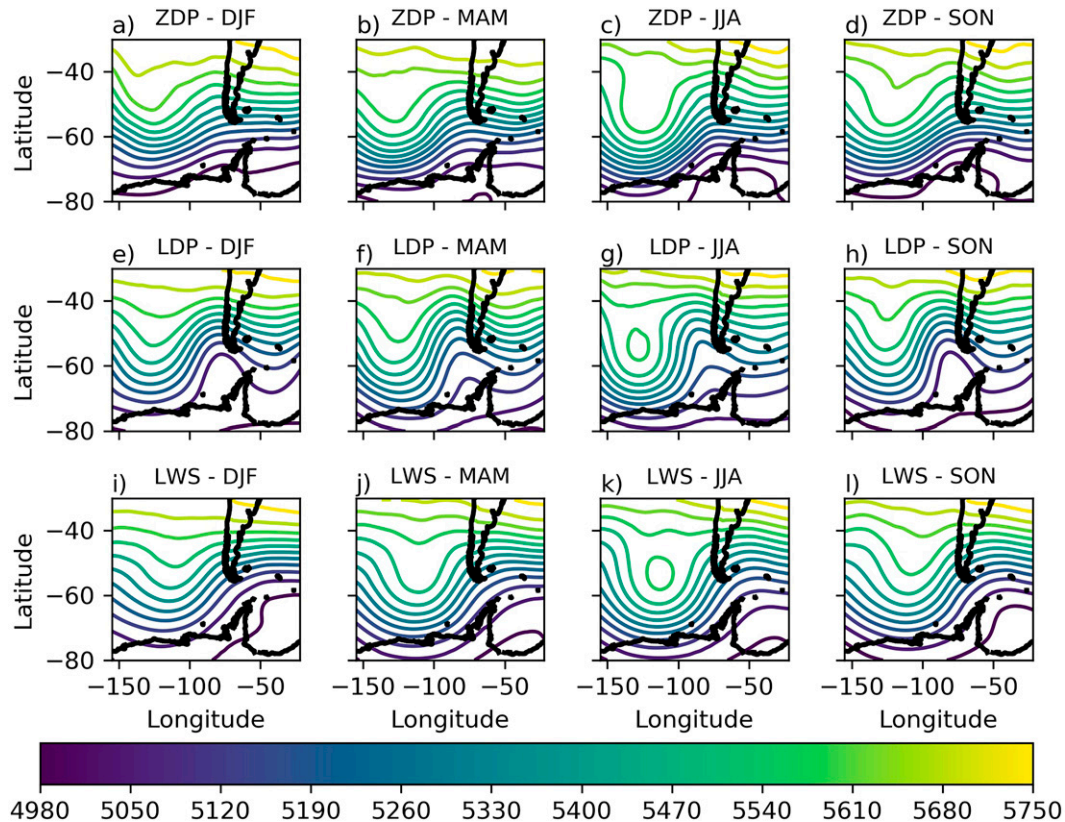 a) ZDP - DJF b) ZDP - MAM c) ZDP - JJA d) ZDP - SON
Latitude
−40
−60
−80
e) LDP - DJF f) LDP - MAM g) LDP - JJA h) LDP - SON
Latitude
−40
−60
−80
i) LWS - DJF j) LWS - MAM k) LWS - JJA l) LWS - SON
Latitude
−40
−60
−80
−150 −100 −50 −150 −100 −50 −150 −100 −50 −150 −100 −50
Longitude Longitude Longitude Longitude
4980 5050 5120 5190 5260 5330 5400 5470 5540 5610 5680 5750